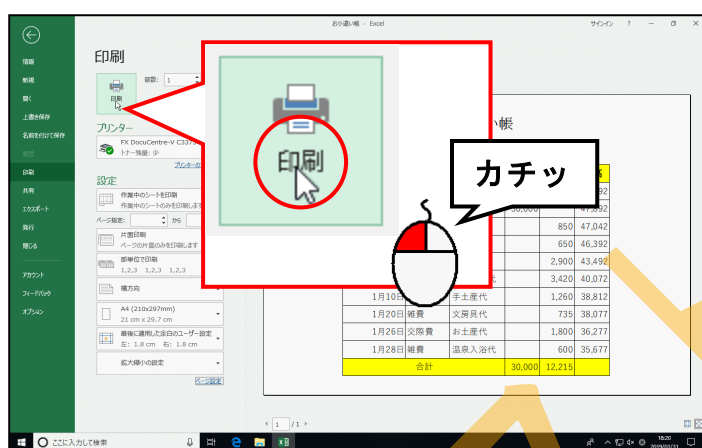 お小遣い帳 - Excel
サインイン ?
情報
新規
開く
上書き保存
名前を付けて保存
印刷
共有
エクスポート
発行
閉じる
アカウント
フィードバック
オプション
印刷
部数: 1
印刷
プリンター
FX DocuCentre-V C337
トナー残量: 少
設定
作業中のシートを印刷
作業中のシートのみを印刷します
ページ指定: から
片面印刷
ページの片面のみを印刷します
部単位で印刷
1,2,3 1,2,3 1,2,3
横方向
A4 (210x297mm)
21 cm x 29.7 cm
最後に適用した余白のユーザー設定
左: 1.8 cm 右: 1.8 cm
拡大縮小の設定
ページ設定
印刷
カチッ
帳
850 47,042
650 46,392
2,900 43,492
3,420 40,072
1月10日 手土産代 1,260 38,812
1月20日 雑費 文房具代 735 38,077
1月26日 交際費 お土産代 1,800 36,277
1月28日 雑費 温泉入浴代 600 35,677
合計 30,000 12,215
1 / 1
ここに入力して検索
18:20
2019/01/31